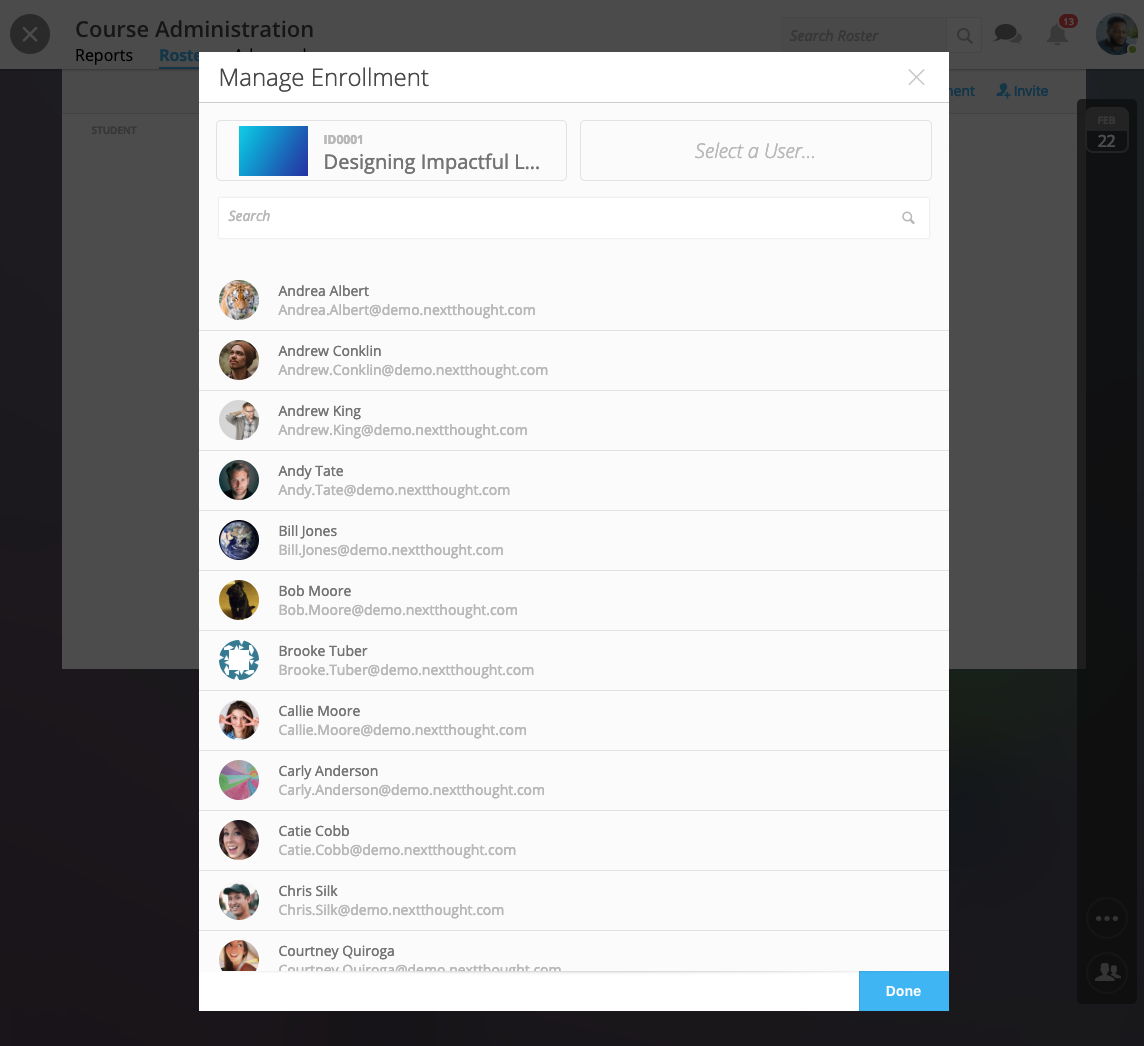 Course Administration
Reports
Search Roster
13
Manage Enrollment
Invite
STUDENT
FEB
22
ID0001
Designing Impactful L...
Select a User...
Search
Andrea Albert
Andrea.Albert@demo.nextthought.com
Andrew Conklin
Andrew.Conklin@demo.nextthought.com
Andrew King
Andrew.King@demo.nextthought.com
Andy Tate
Andy.Tate@demo.nextthought.com
Bill Jones
Bill.Jones@demo.nextthought.com
Bob Moore
Bob.Moore@demo.nextthought.com
Brooke Tuber
Brooke.Tuber@demo.nextthought.com
Callie Moore
Callie.Moore@demo.nextthought.com
Carly Anderson
Carly.Anderson@demo.nextthought.com
Catie Cobb
Catie.Cobb@demo.nextthought.com
Chris Silk
Chris.Silk@demo.nextthought.com
Courtney Quiroga
Courtney.Quiroga@demo.nextthought.com
Done